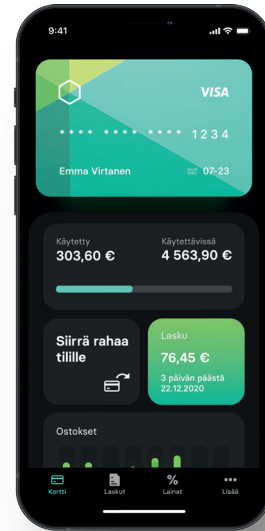 9:41
VISA
**** **** **** 1234
Emma Virtanen
07-23
Käytetty
Käytettävissä
303,60 €
4 563,90 €
Siirrä rahaa
tilille
Lasku
76,45 €
3 päivän päästä
22.12.2020
Ostokset
Kortti
Laskut
Lainat
Lisää